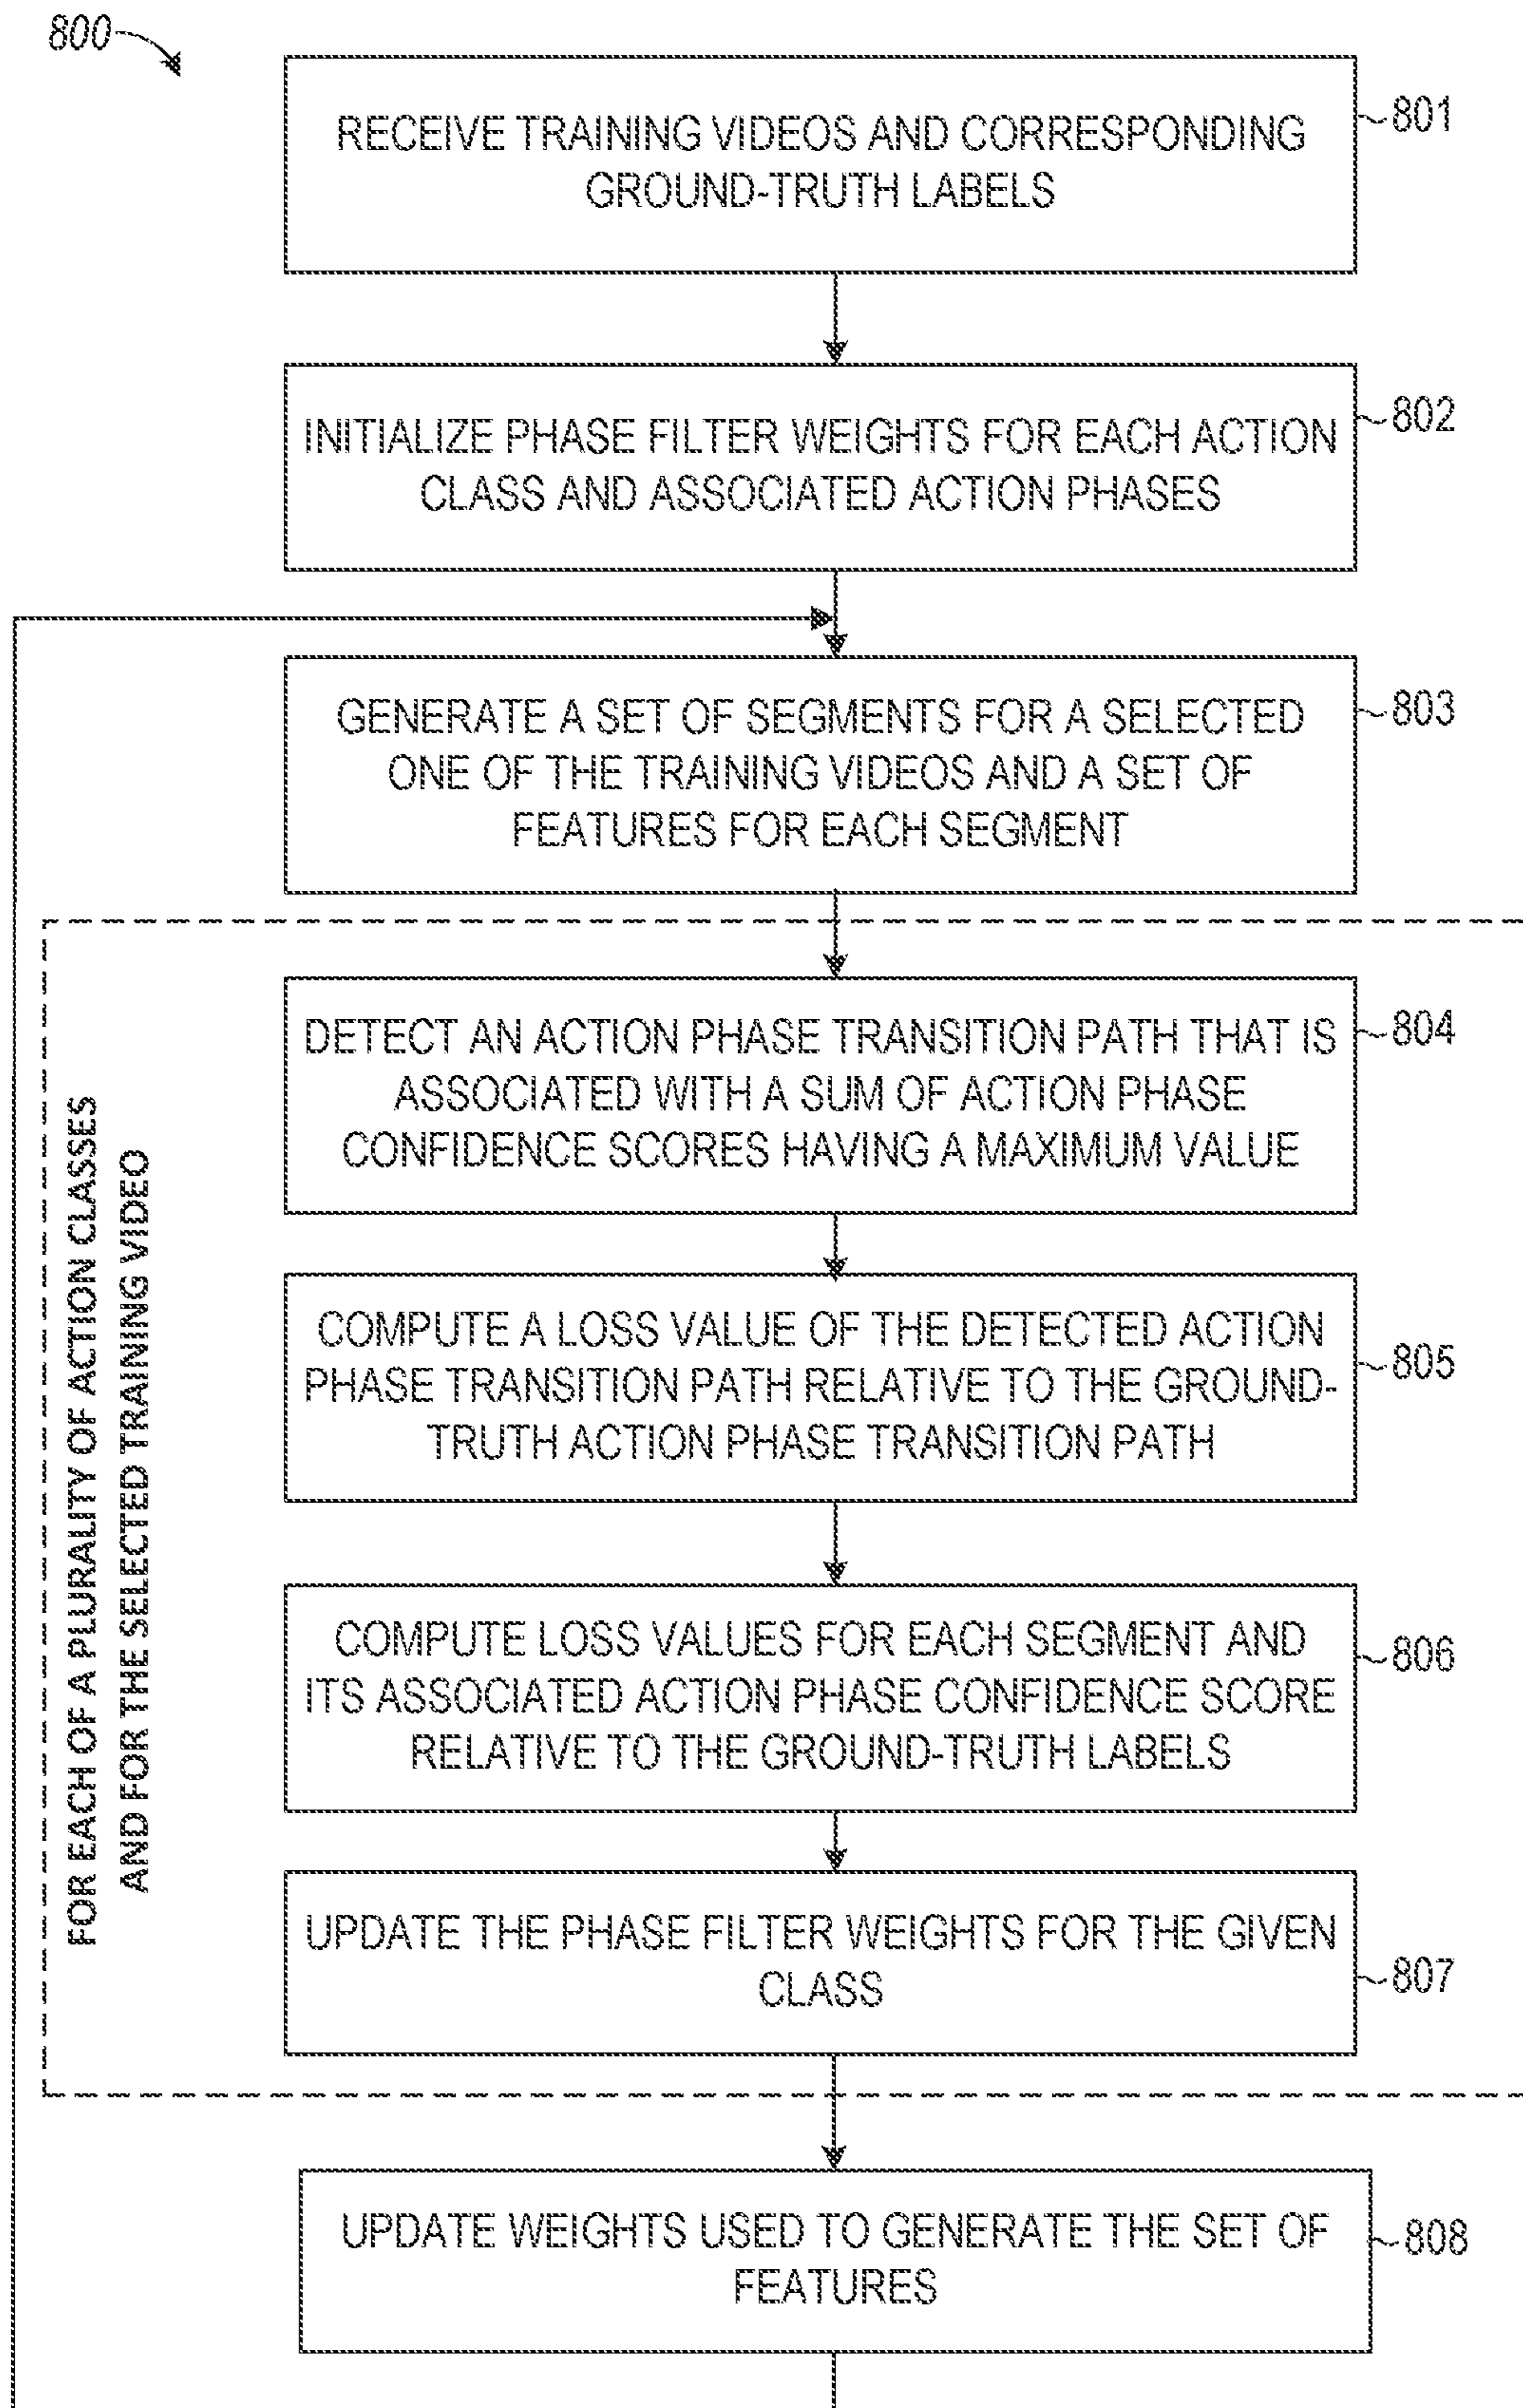 800
RECEIVE TRAINING VIDEOS AND CORRESPONDING
GROUND-TRUTH LABELS
801
INITIALIZE PHASE FILTER WEIGHTS FOR EACH ACTION
CLASS AND ASSOCIATED ACTION PHASES
802
GENERATE A SET OF SEGMENTS FOR A SELECTED
ONE OF THE TRAINING VIDEOS AND A SET OF
FEATURES FOR EACH SEGMENT
803
FOR EACH OF A PLURALITY OF ACTION CLASSES
AND FOR THE SELECTED TRAINING VIDEO
DETECT AN ACTION PHASE TRANSITION PATH THAT IS
ASSOCIATED WITH A SUM OF ACTION PHASE
CONFIDENCE SCORES HAVING A MAXIMUM VALUE
804
COMPUTE A LOSS VALUE OF THE DETECTED ACTION
PHASE TRANSITION PATH RELATIVE TO THE GROUND-
TRUTH ACTION PHASE TRANSITION PATH
805
COMPUTE LOSS VALUES FOR EACH SEGMENT AND
ITS ASSOCIATED ACTION PHASE CONFIDENCE SCORE
RELATIVE TO THE GROUND-TRUTH LABELS
806
UPDATE THE PHASE FILTER WEIGHTS FOR THE GIVEN
CLASS
807
UPDATE WEIGHTS USED TO GENERATE THE SET OF
FEATURES
808